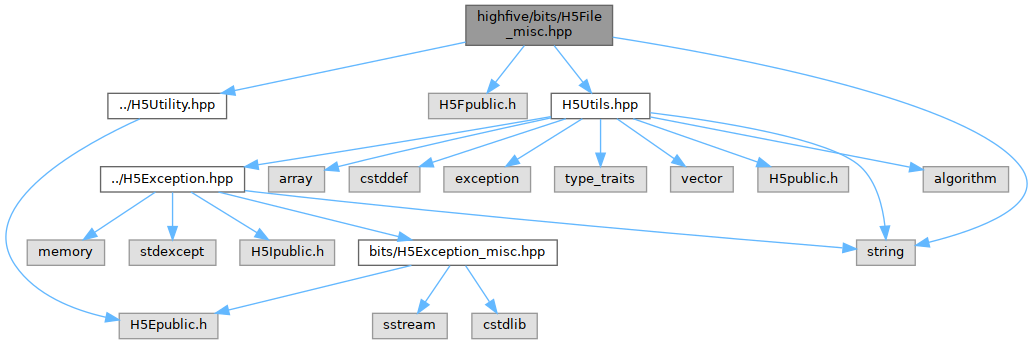 highfive/bits/H5File
_misc.hpp
../H5Utility.hpp
H5Fpublic.h
H5Utils.hpp
../H5Exception.hpp
array
cstddef
exception
type_traits
vector
H5public.h
algorithm
memory
stdexcept
H5Ipublic.h
bits/H5Exception_misc.hpp
string
H5Epublic.h
sstream
cstdlib